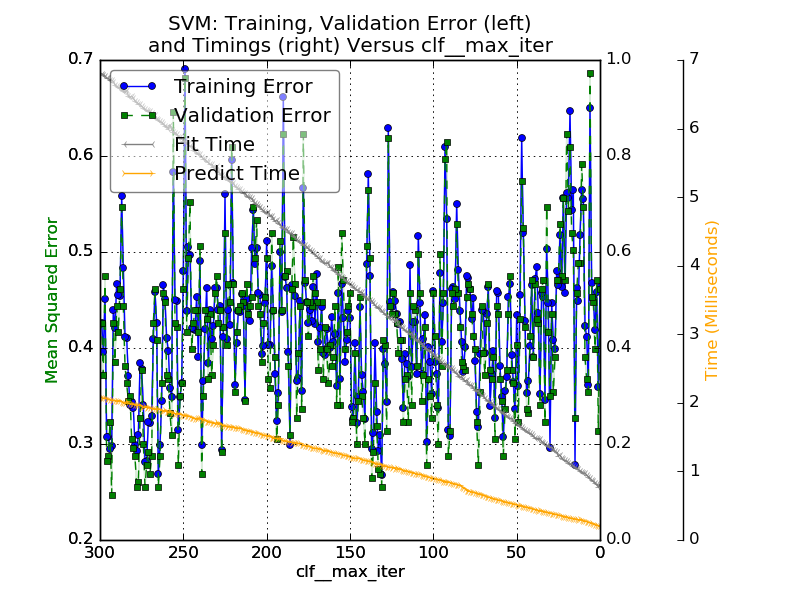 SVM: Training, Validation Error (left)
and Timings (right) Versus clf__max_iter
Training Error
Validation Error
Fit Time
Predict Time
Mean Squared Error
0.7
0.6
0.5
0.4
0.3
0.2
300 250 200 150 100 50 0
clf__max_iter
1.0
0.8
0.6
0.4
0.2
0.0
7
6
5
4
3
2
1
0
Time (Milliseconds)